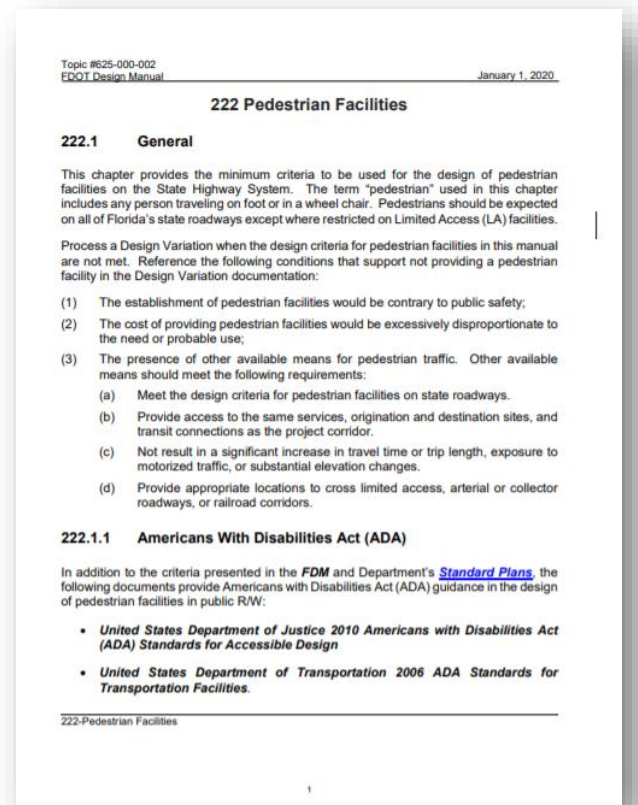 Topic #625-000-002
FDOT Design Manual January 1, 2020
222 Pedestrian Facilities
222.1 General
This chapter provides the minimum criteria to be used for the design of pedestrian
facilities on the State Highway System. The term “pedestrian” used in this chapter
includes any person traveling on foot or in a wheel chair. Pedestrians should be expected
on all of Florida’s state roadways except where restricted on Limited Access (LA) facilities.
Process a Design Variation when the design criteria for pedestrian facilities in this manual
are not met. Reference the following conditions that support not providing a pedestrian
facility in the Design Variation documentation:
(1) The establishment of pedestrian facilities would be contrary to public safety;
(2) The cost of providing pedestrian facilities would be excessively disproportionate to
the need or probable use;
(3) The presence of other available means for pedestrian traffic. Other available
means should meet the following requirements:
(a) Meet the design criteria for pedestrian facilities on state roadways.
(b) Provide access to the same services, origination and destination sites, and
transit connections as the project corridor.
(c) Not result in a significant increase in travel time or trip length, exposure to
motorized traffic, or substantial elevation changes.
(d) Provide appropriate locations to cross limited access, arterial or collector
roadways, or railroad corridors.
222.1.1 Americans With Disabilities Act (ADA)
In addition to the criteria presented in the FDM and Department’s Standard Plans, the
following documents provide Americans with Disabilities Act (ADA) guidance in the design
of pedestrian facilities in public R/W:
• United States Department of Justice 2010 Americans with Disabilities Act
(ADA) Standards for Accessible Design
• United States Department of Transportation 2006 ADA Standards for
Transportation Facilities.
222-Pedestrian Facilities
1